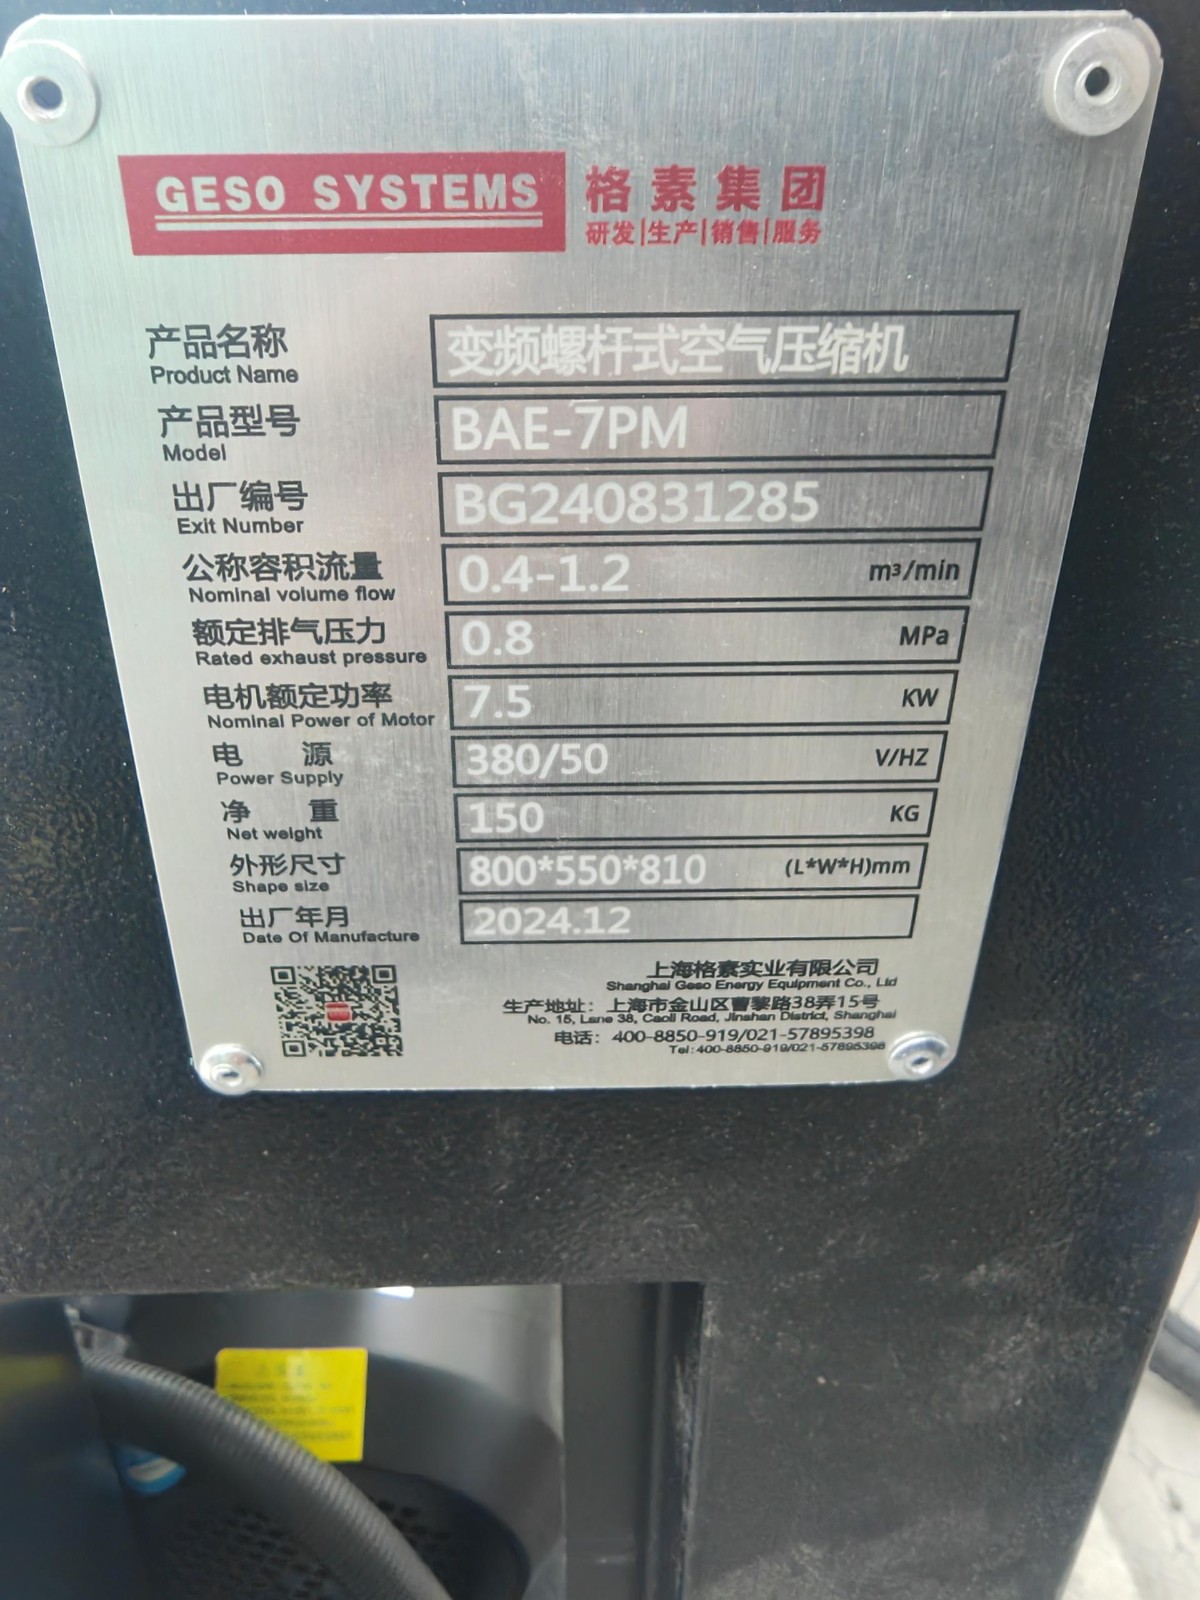 GESO SYSTEMS 格素集团
研发|生产|销售|服务
产品名称 变频螺杆式空气压缩机
Product Name
产品型号 BAE-7PM
Model
出厂编号 BG240831285
Exit Number
公称容积流量 0.4-1.2 m³/min
Nominal volume flow
额定排气压力 0.8 MPa
Rated exhaust pressure
电机额定功率 7.5 KW
Nominal Power of Motor
电源 380/50 V/HZ
Power Supply
净重 150 KG
Net weight
外形尺寸 800*550*810 (L*W*H)mm
Shape size
出厂年月 2024.12
Date Of Manufacture
上海格素实业有限公司
Shanghai Geso Energy Equipment Co., Ltd
生产地址：上海市金山区曹黎路38弄15号
No. 15, Lane 38, Caoli Road, Jinshan District, Shanghai
电话：400-8850-919/021-57895398
Tel:400-8850-919/021-57895398